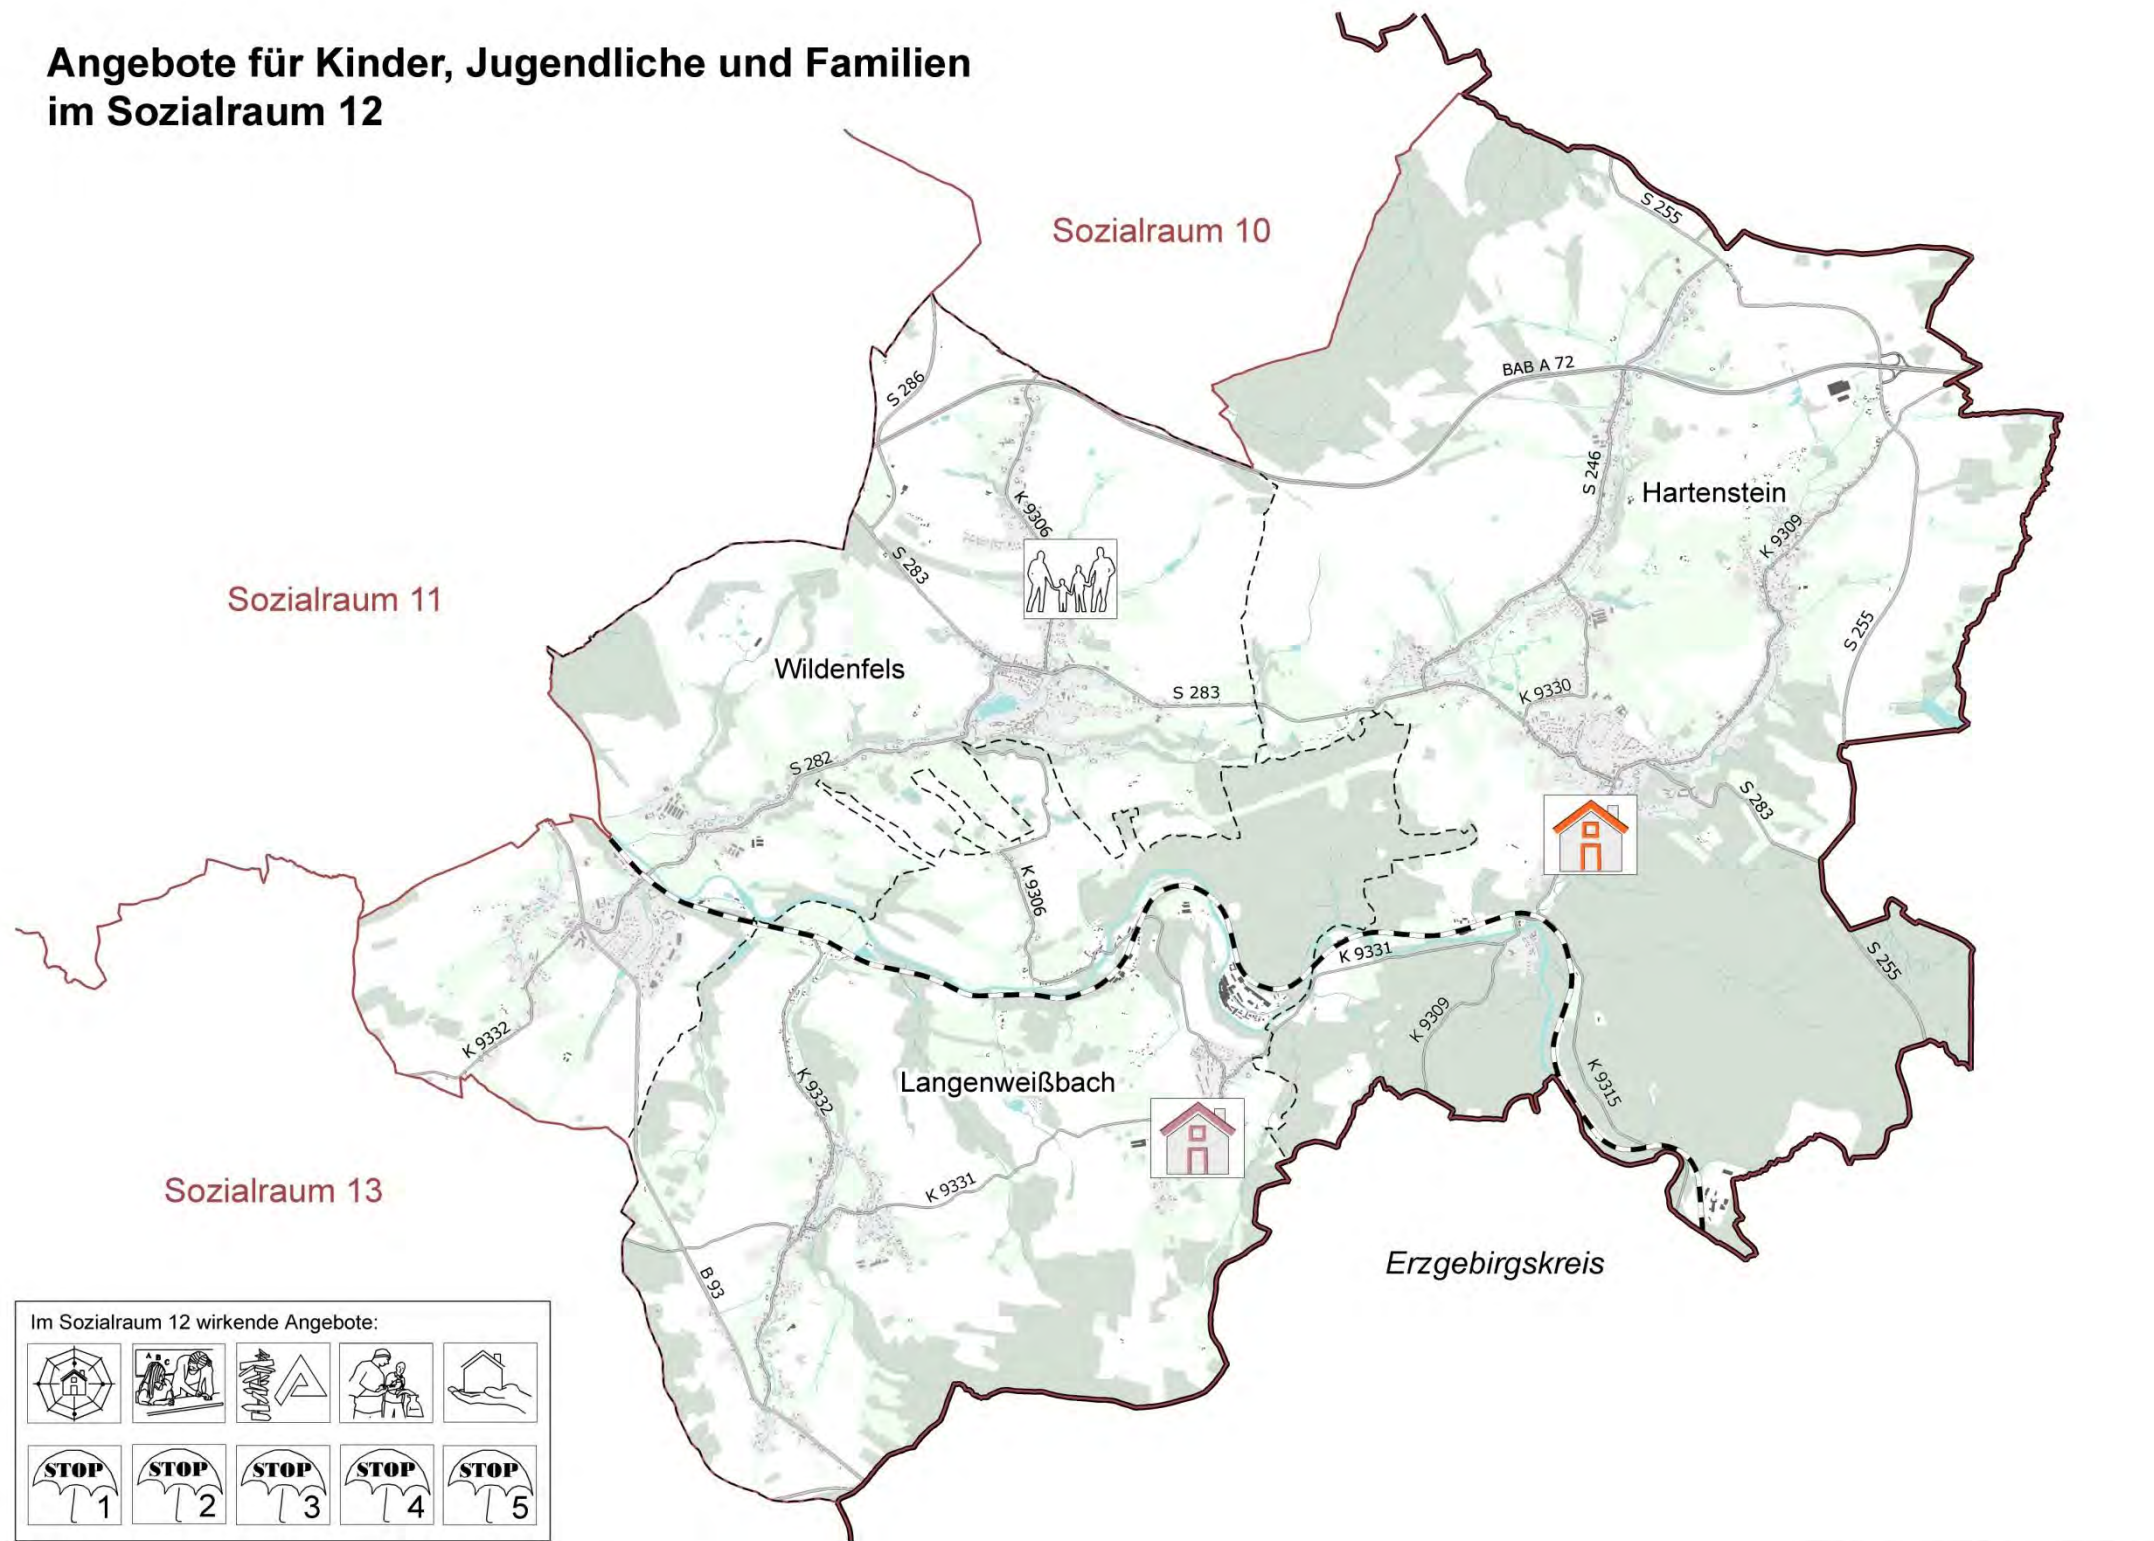 Angebote für Kinder, Jugendliche und Familien
im Sozialraum 12
Sozialraum 10
S 255
BAB A 72
S 286
S 246
Hartenstein
K 9306
K 9309
S 283
Sozialraum 11
S 255
Wildenfels
S 283
K 9330
S 282
S 283
K 9306
K 9331
S 255
K 9309
K 9332
Langenweißbach
K 9332
K 9315
Sozialraum 13
K 9331
Erzgebirgskreis
B 93
Im Sozialraum 12 wirkende Angebote:
A B C
STOP STOP STOP STOP STOP
1 2 3 4 5